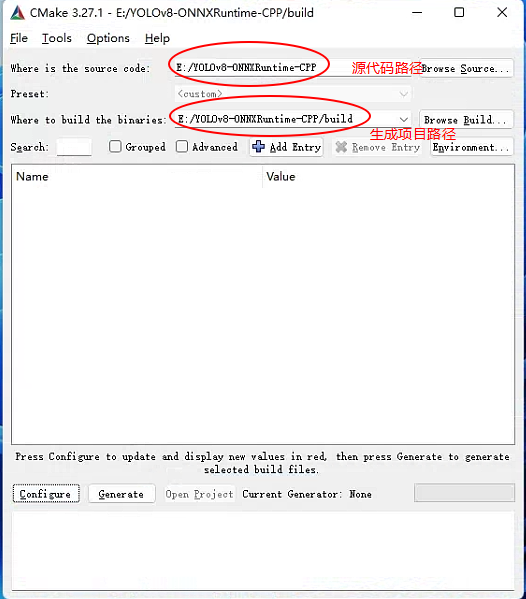 CMake 3.27.1 - E:/YOLOv8-ONNXRuntime-CPP/build
File Tools Options Help
Where is the source code: E:/YOLOv8-ONNXRuntime-CPP 源代码路径 Browse Source...
Preset: <custom>
Where to build the binaries: E:/YOLOv8-ONNXRuntime-CPP/build Browse Build...
生成项目路径
Search: Grouped Advanced Add Entry Remove Entry Environment...
Name Value
Press Configure to update and display new values in red, then press Generate to generate
selected build files.
Configure Generate Open Project Current Generator: None